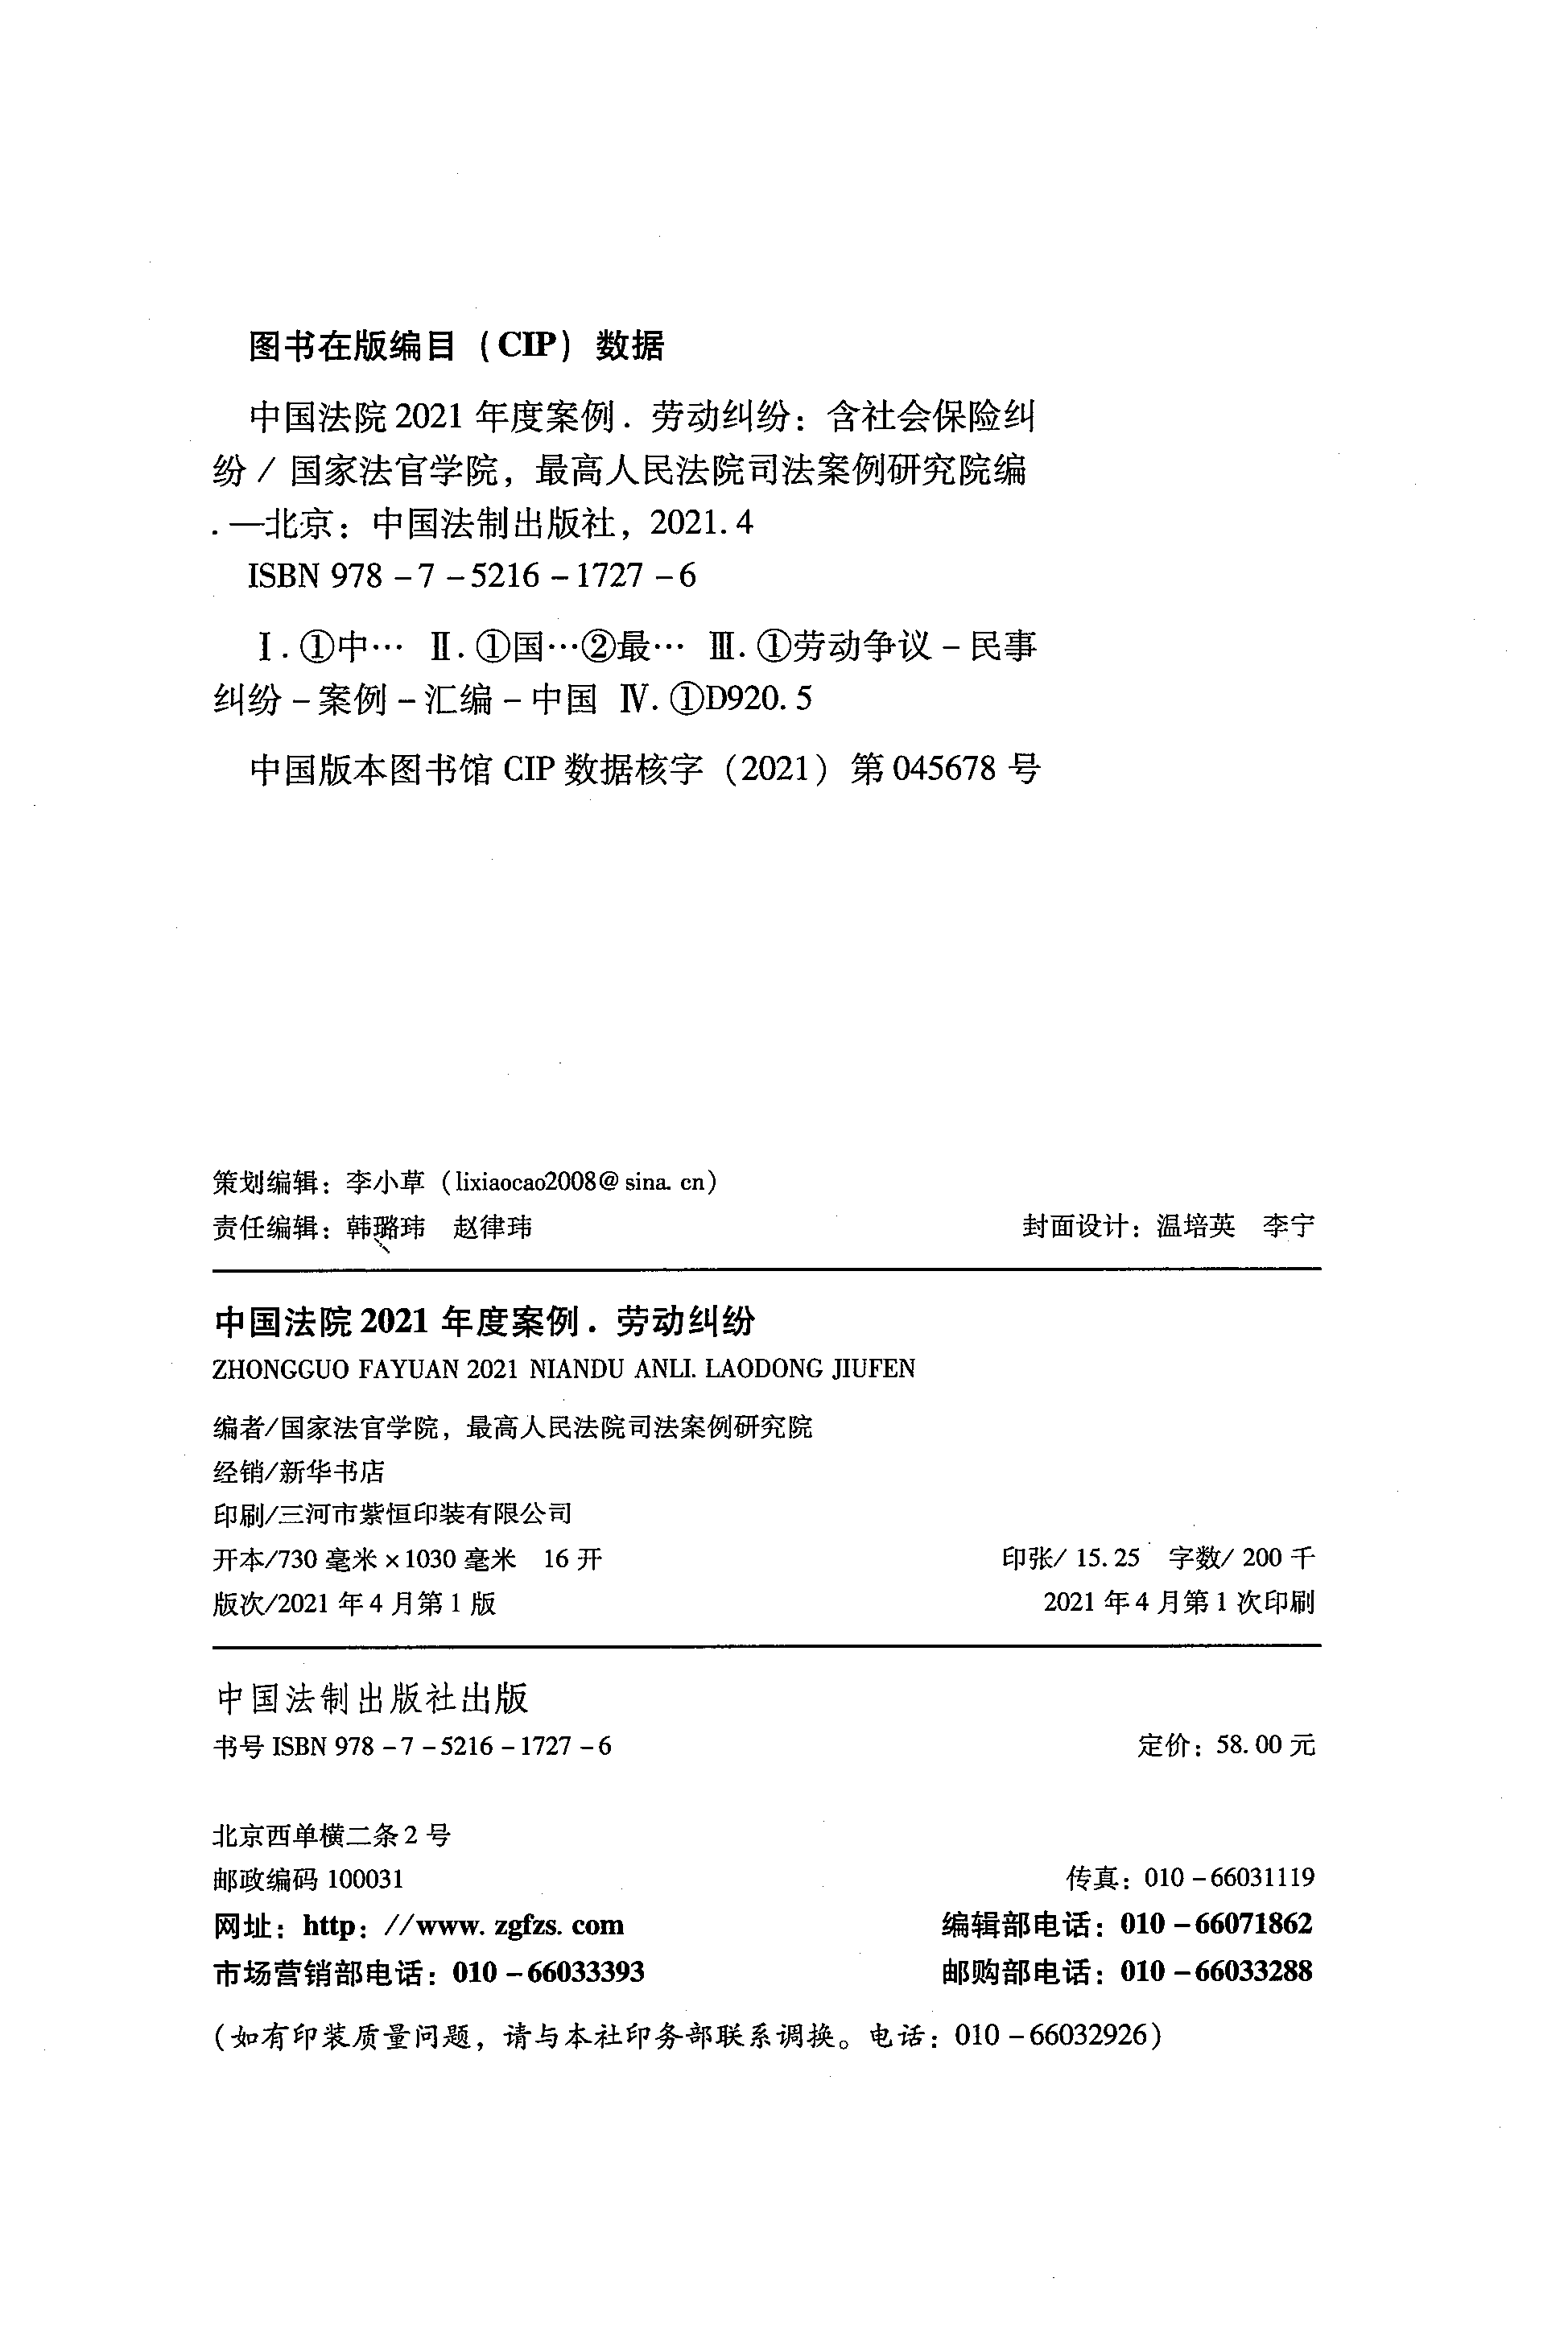 图书在版编目（CIP）数据
中国法院 2021 年度案例．劳动纠纷：含社会保险纠
纷 / 国家法官学院，最高人民法院司法案例研究院编
．—北京：中国法制出版社，2021.4
ISBN 978-7-5216-1727-6
Ⅰ.①中… Ⅱ.①国…②最… Ⅲ.①劳动争议－民事
纠纷－案例－汇编－中国 Ⅳ.①D920.5
中国版本图书馆 CIP 数据核字（2021）第 045678 号
策划编辑：李小草（lixiaocao2008@sina.cn）
责任编辑：韩璐玮　赵律玮　封面设计：温培英　李宁
中国法院 2021 年度案例．劳动纠纷
ZHONGGUO FAYUAN 2021 NIANDU ANLI. LAODONG JIUFEN
编者/国家法官学院，最高人民法院司法案例研究院
经销/新华书店
印刷/三河市紫恒印装有限公司
开本/730 毫米×1030 毫米　16 开　印张/ 15.25　字数/ 200 千
版次/2021 年 4 月第 1 版　2021 年 4 月第 1 次印刷
中国法制出版社出版
书号 ISBN 978-7-5216-1727-6　定价：58.00 元
北京西单横二条 2 号
邮政编码 100031　传真：010-66031119
网址：http：//www.zgfzs.com　编辑部电话：010-66071862
市场营销部电话：010-66033393　邮购部电话：010-66033288
（如有印装质量问题，请与本社印务部联系调换。电话：010-66032926）